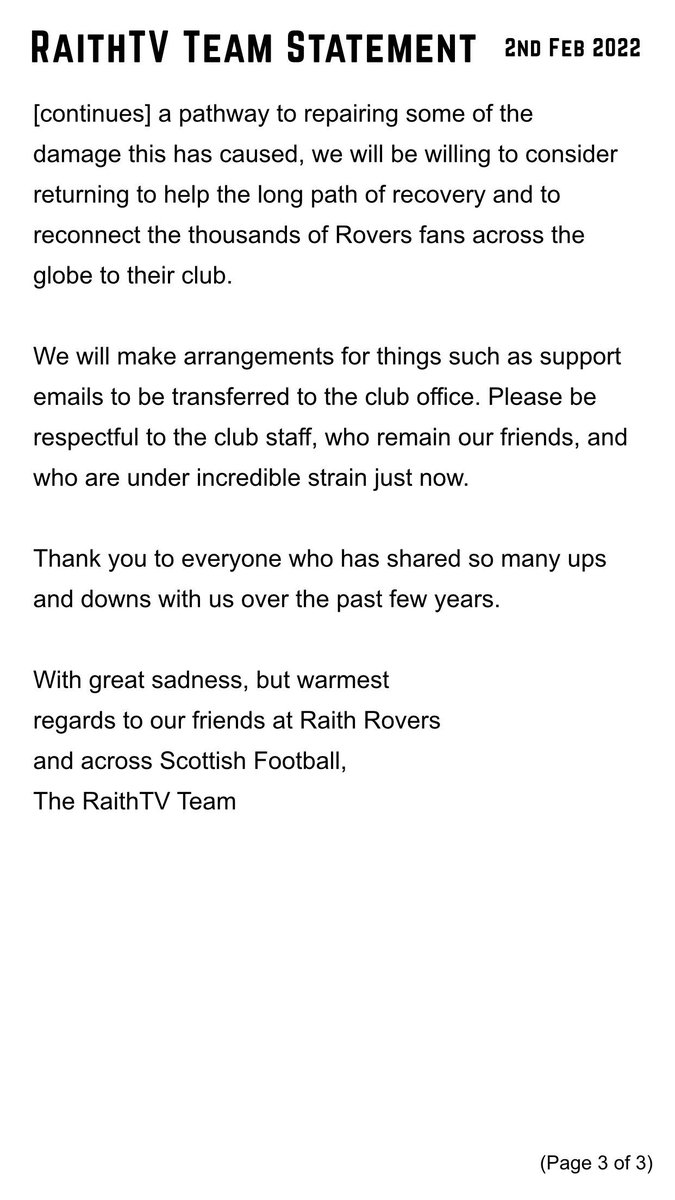 RaithTV Team Statement 2nd Feb 2022
[continues] a pathway to repairing some of the
damage this has caused, we will be willing to consider
returning to help the long path of recovery and to
reconnect the thousands of Rovers fans across the
globe to their club.
We will make arrangements for things such as support
emails to be transferred to the club office. Please be
respectful to the club staff, who remain our friends, and
who are under incredible strain just now.
Thank you to everyone who has shared so many ups
and downs with us over the past few years.
With great sadness, but warmest
regards to our friends at Raith Rovers
and across Scottish Football,
The RaithTV Team
(Page 3 of 3)